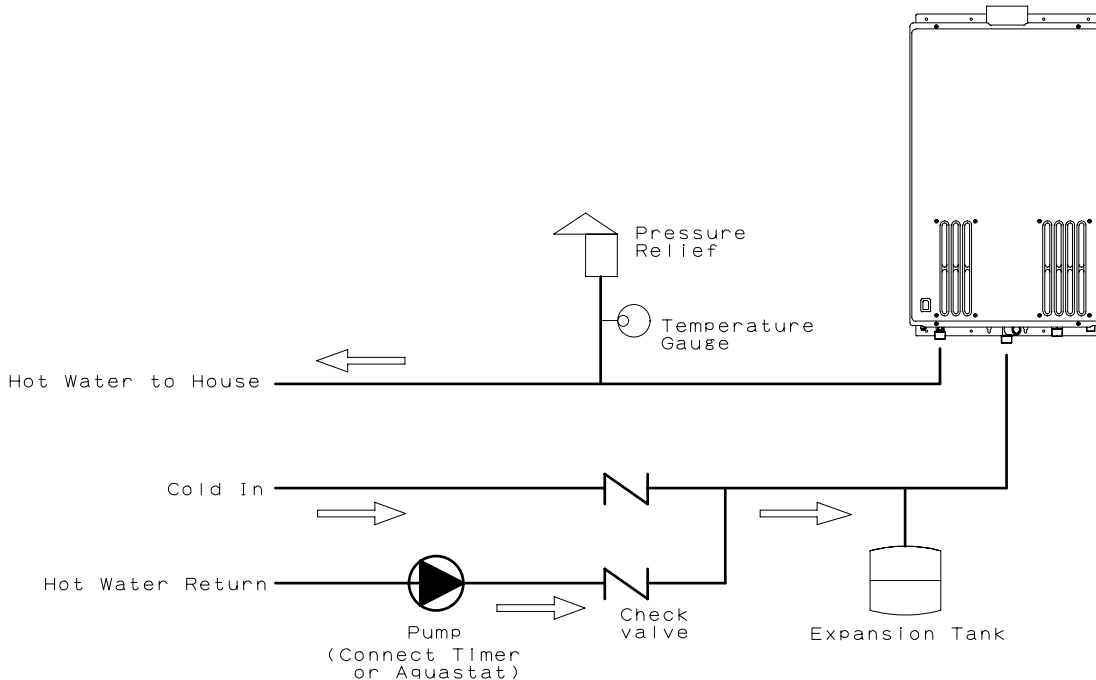 Pressure
Relief
Temperature
Gauge
Hot Water to House
Cold In
Hot Water Return
Check
valve
Pump
(Connect Timer
or Aquastat)
Expansion Tank